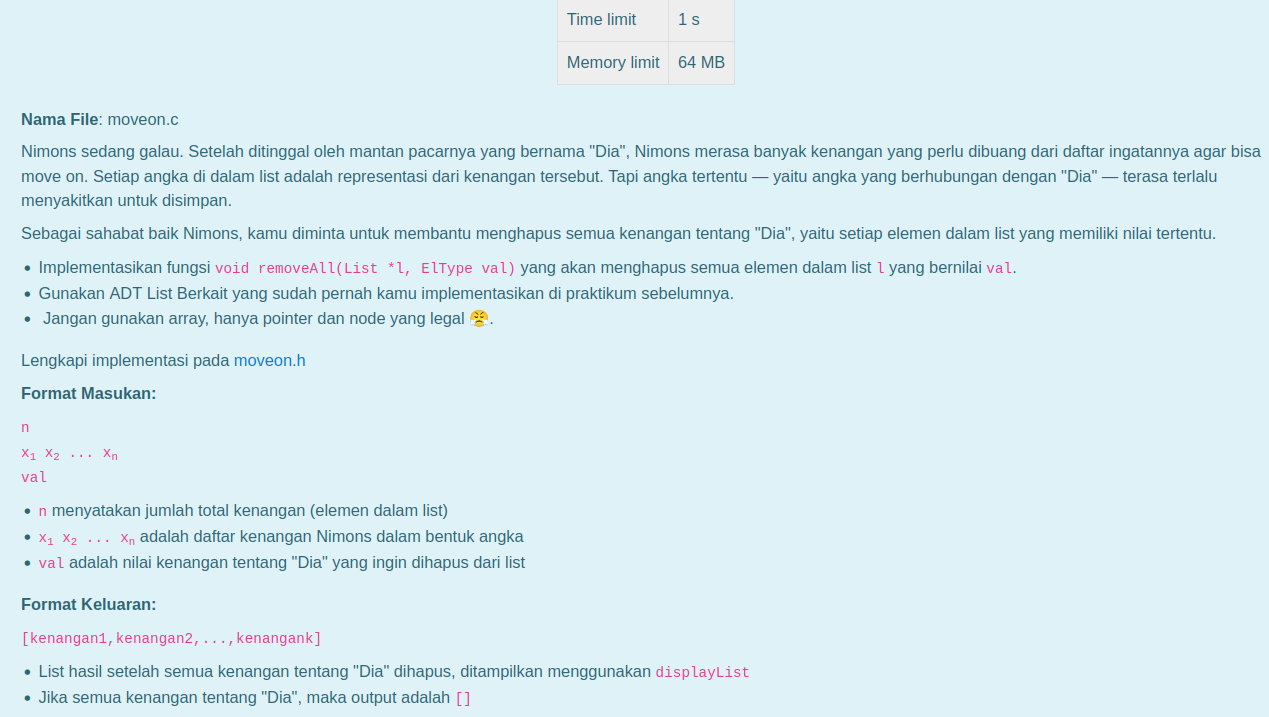 Time limit 1 s
Memory limit 64 MB
Nama File: moveon.c
Nimons sedang galau. Setelah ditinggal oleh mantan pacarnya yang bernama "Dia", Nimons merasa banyak kenangan yang perlu dibuang dari daftar ingatannya agar bisa
move on. Setiap angka di dalam list adalah representasi dari kenangan tersebut. Tapi angka tertentu — yaitu angka yang berhubungan dengan "Dia" — terasa terlalu
menyakitkan untuk disimpan.
Sebagai sahabat baik Nimons, kamu diminta untuk membantu menghapus semua kenangan tentang "Dia", yaitu setiap elemen dalam list yang memiliki nilai tertentu.
• Implementasikan fungsi void removeAll(List *l, ElType val) yang akan menghapus semua elemen dalam list l yang bernilai val.
• Gunakan ADT List Berkait yang sudah pernah kamu implementasikan di praktikum sebelumnya.
• Jangan gunakan array, hanya pointer dan node yang legal 😤.
Lengkapi implementasi pada moveon.h
Format Masukan:
n
x1 x2 ... xn
val
• n menyatakan jumlah total kenangan (elemen dalam list)
• x1 x2 ... xn adalah daftar kenangan Nimons dalam bentuk angka
• val adalah nilai kenangan tentang "Dia" yang ingin dihapus dari list
Format Keluaran:
[kenangan1,kenangan2,...,kenangank]
• List hasil setelah semua kenangan tentang "Dia" dihapus, ditampilkan menggunakan displayList
• Jika semua kenangan tentang "Dia", maka output adalah []